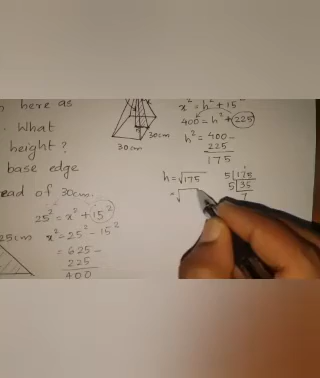 here as
What
height?
base edge
ead of 30cm.
25² = x² + 15²
x² = 25² - 15²
= 625 -
225
400
25cm
30cm
30cm
x² = h² + 15²
400 = h² + 225
h² = 400 -
225
175
h = √175
= √
5 | 175
5 | 35
7